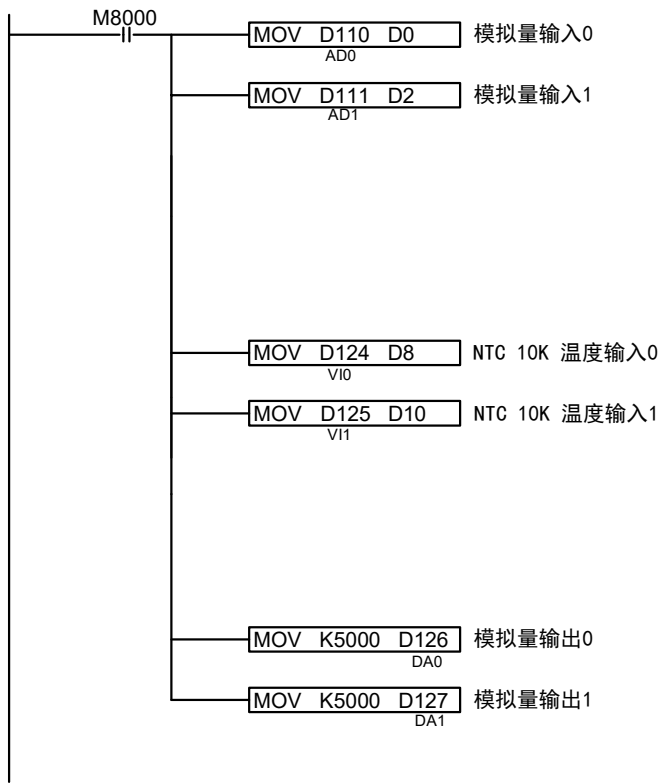 M8000
MOV D110 D0 模拟量输入0
AD0
MOV D111 D2 模拟量输入1
AD1
MOV D124 D8 NTC 10K 温度输入0
VI0
MOV D125 D10 NTC 10K 温度输入1
VI1
MOV K5000 D126 模拟量输出0
DA0
MOV K5000 D127 模拟量输出1
DA1